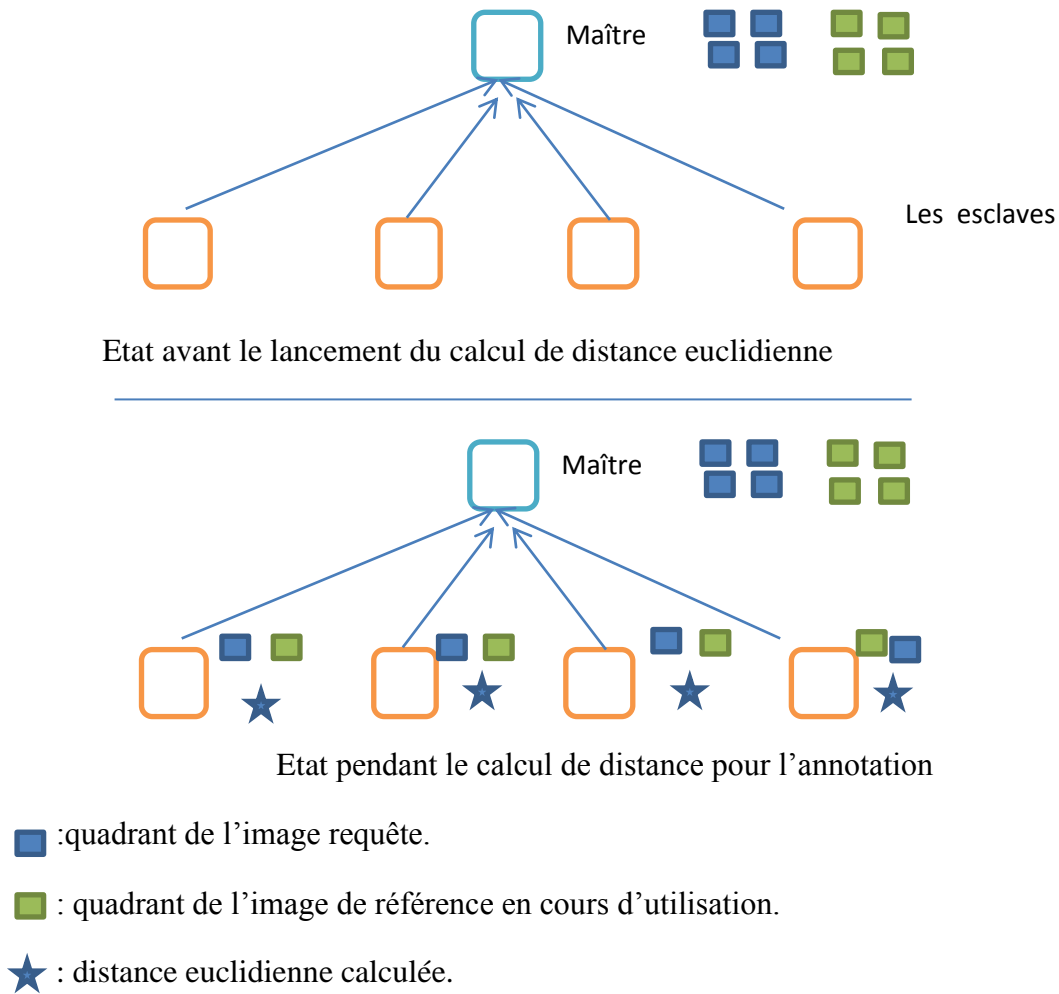 Maître
Les esclaves
Etat avant le lancement du calcul de distance euclidienne
Maître
Etat pendant le calcul de distance pour l’annotation
:quadrant de l’image requête.
: quadrant de l’image de référence en cours d’utilisation.
: distance euclidienne calculée.